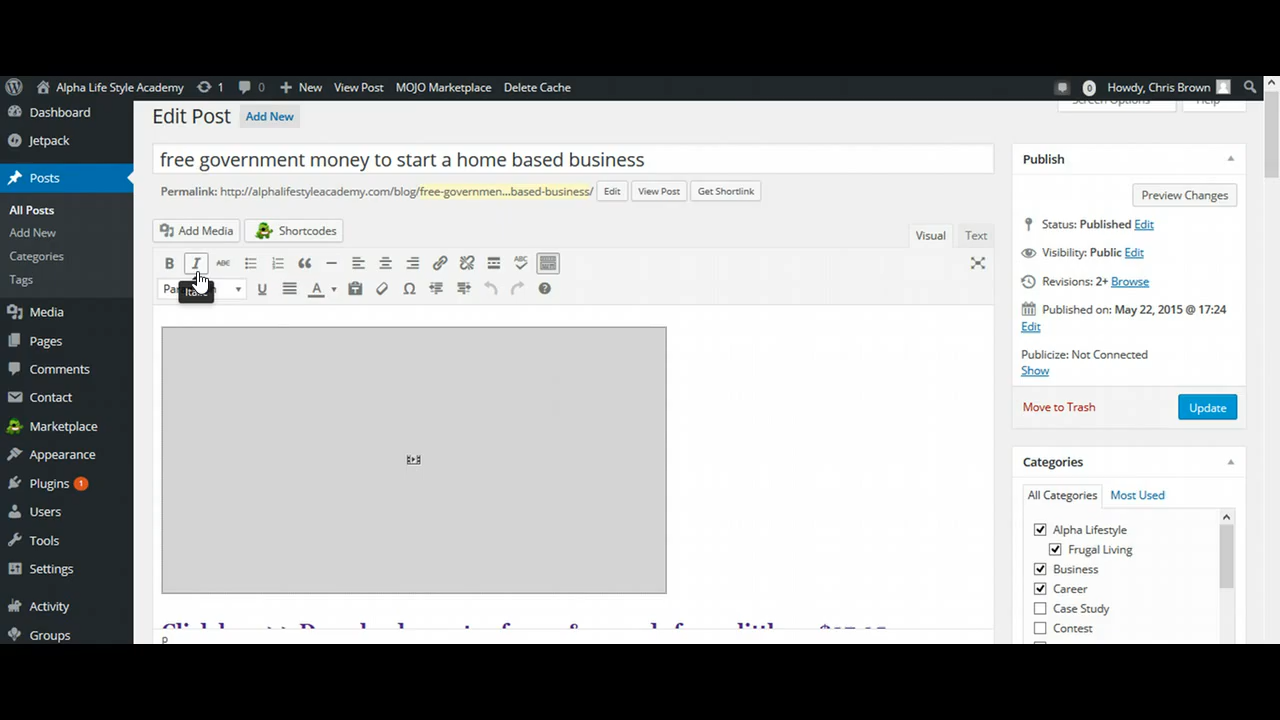 Alpha Life Style Academy 1 0 New View Post MOJO Marketplace Delete Cache 0 Howdy, Chris Brown
Dashboard
Jetpack
Posts
All Posts
Add New
Categories
Tags
Media
Pages
Comments
Contact
Marketplace
Appearance
Plugins 1
Users
Tools
Settings
Activity
Groups
Screen Options Help
Edit Post Add New
free government money to start a home based business
Permalink: http://alphalifestyleacademy.com/blog/free-governmen...based-business/ Edit View Post Get Shortlink
Add Media Shortcodes
Visual Text
B I ABC ABC
U A Ω
P
Publish
Preview Changes
Status: Published Edit
Visibility: Public Edit
Revisions: 2+ Browse
Published on: May 22, 2015 @ 17:24
Edit
Publicize: Not Connected
Show
Move to Trash Update
Categories
All Categories Most Used
Alpha Lifestyle
Frugal Living
Business
Career
Case Study
Contest